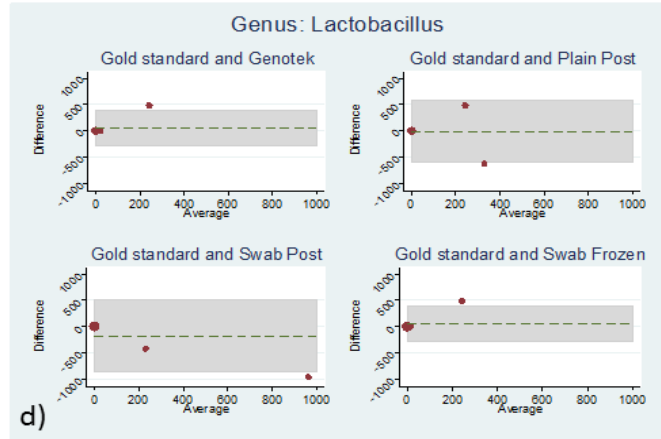 Genus: Lactobacillus
Gold standard and Genotek
Gold standard and Plain Post
Difference
1000
500
0
-500
-1000
0 200 400 600 800 1000
Average
Difference
1000
500
0
-500
-1000
0 200 400 600 800 1000
Average
Gold standard and Swab Post
Gold standard and Swab Frozen
Difference
1000
500
0
-500
-1000
0 200 400 600 800 1000
Average
Difference
1000
500
0
-500
-1000
0 200 400 600 800 1000
Average
d)